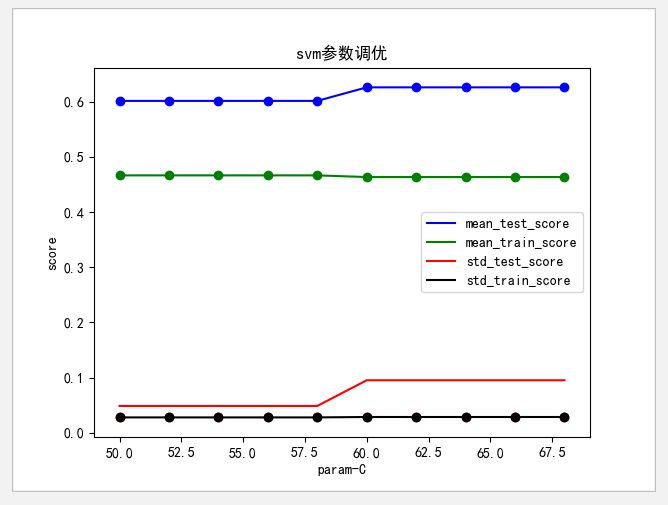 svm参数调优
score
0.6
0.5
0.4
0.3
0.2
0.1
0.0
mean_test_score
mean_train_score
std_test_score
std_train_score
50.0 52.5 55.0 57.5 60.0 62.5 65.0 67.5
param-C